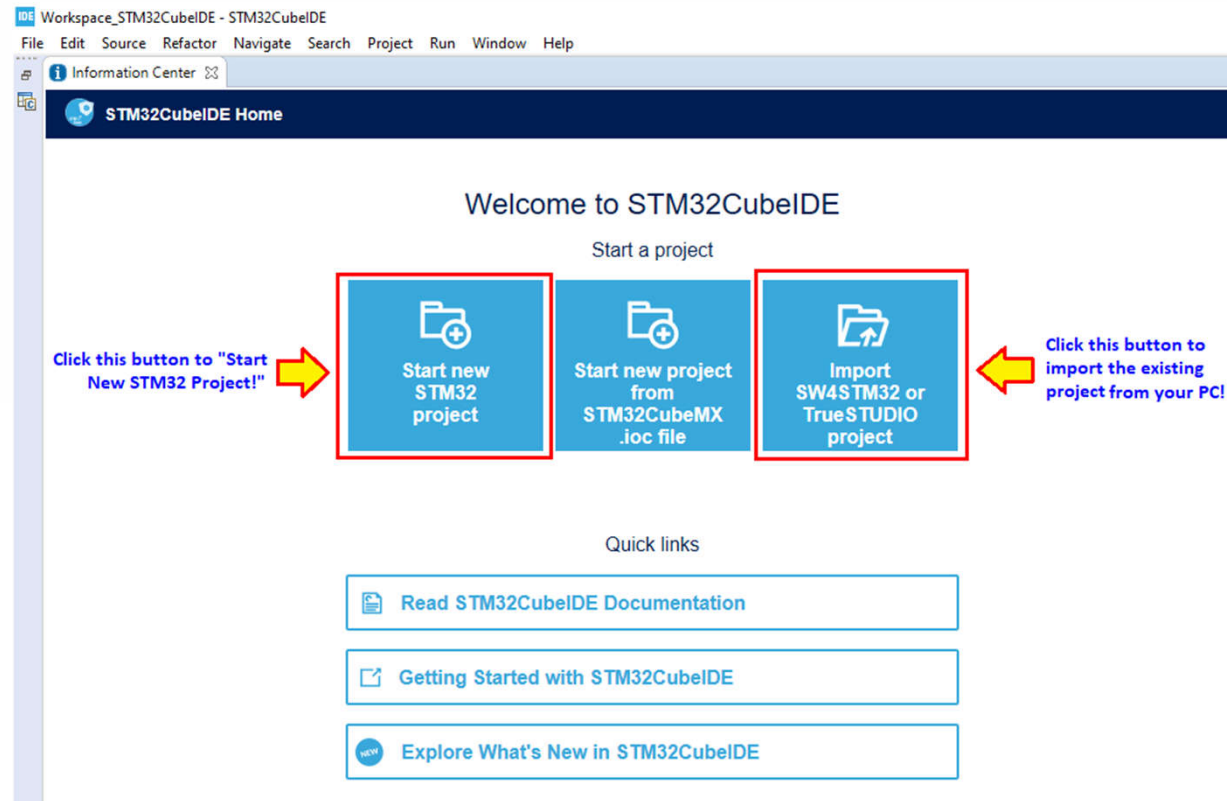 IDE Workspace_STM32CubeIDE - STM32CubeIDE
File Edit Source Refactor Navigate Search Project Run Window Help
Information Center
STM32CubeIDE Home
Welcome to STM32CubeIDE
Start a project
Click this button to "Start
New STM32 Project!"
Start new
STM32
project
Start new project
from
STM32CubeMX
.ioc file
Import
SW4STM32 or
TrueSTUDIO
project
Click this button to
import the existing
project from your PC!
Quick links
Read STM32CubeIDE Documentation
Getting Started with STM32CubeIDE
NEW Explore What's New in STM32CubeIDE